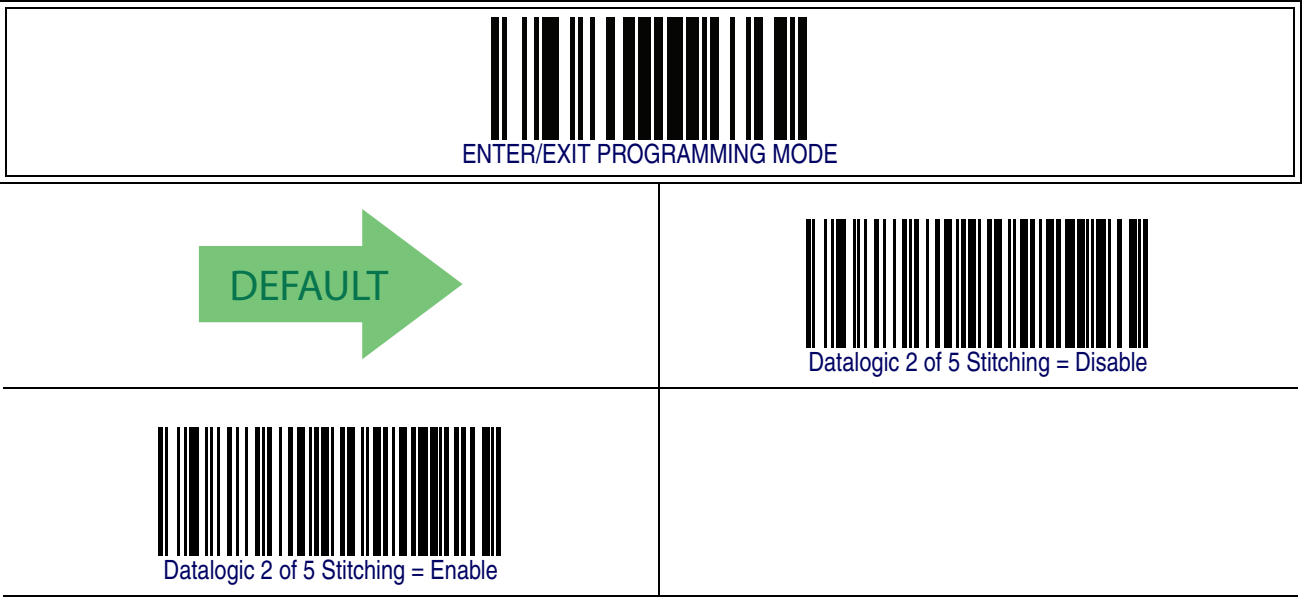 ENTER/EXIT PROGRAMMING MODE
DEFAULT
Datalogic 2 of 5 Stitching = Disable
Datalogic 2 of 5 Stitching = Enable